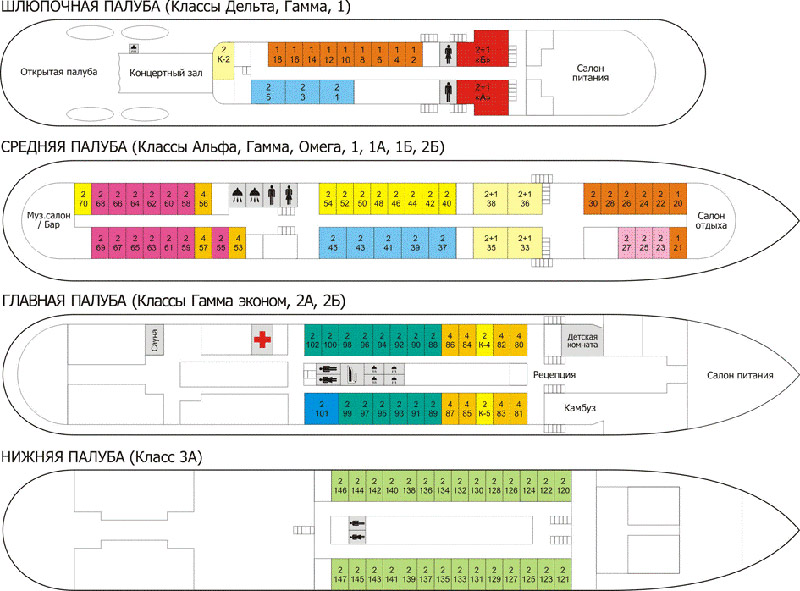 ШЛЮПОЧНАЯ ПАЛУБА (Классы Дельта, Гамма, 1)
2 1 1 1 1 1 1 1 1 1 2+1
К-2 18 16 14 12 10 8 6 4 2 «Б»
Открытая палуба
Концертный зал
Салон
питания
2 2 2 2+1
5 3 1 «А»
СРЕДНЯЯ ПАЛУБА (Классы Альфа, Гамма, Омега, 1, 1А, 1Б, 2Б)
2 2 2 2 2 2 2 4 2 2 2 2 2 2 2 2 2+1 2+1 2 2 2 2 2 1
70 68 66 64 62 60 58 56 54 52 50 48 46 44 42 40 38 36 30 28 26 24 22 20
Муз.салон
/ Бар
Салон
отдыха
2 2 2 2 2 2 4 2 4 2 2 2 2 2 2+1 2+1 2 2 2 1
69 67 65 63 61 59 57 55 53 45 43 41 39 37 35 33 27 25 23 21
ГЛАВНАЯ ПАЛУБА (Классы Гамма эконом, 2А, 2Б)
2 2 2 2 2 2 2 2 4 4 2 4 4
102 100 98 96 94 92 90 88 86 84 К-4 82 80
Сауна
Детская
комната
Рецепция
Салон питания
2 2 2 2 2 2 2 4 4 2 4 4
101 99 97 95 93 91 89 87 85 К-5 83 81
Камбуз
НИЖНЯЯ ПАЛУБА (Класс 3А)
2 2 2 2 2 2 2 2 2 2 2 2 2 2
146 144 142 140 138 136 134 132 130 128 126 124 122 120
2 2 2 2 2 2 2 2 2 2 2 2 2 2
147 145 143 141 139 137 135 133 131 129 127 125 123 121